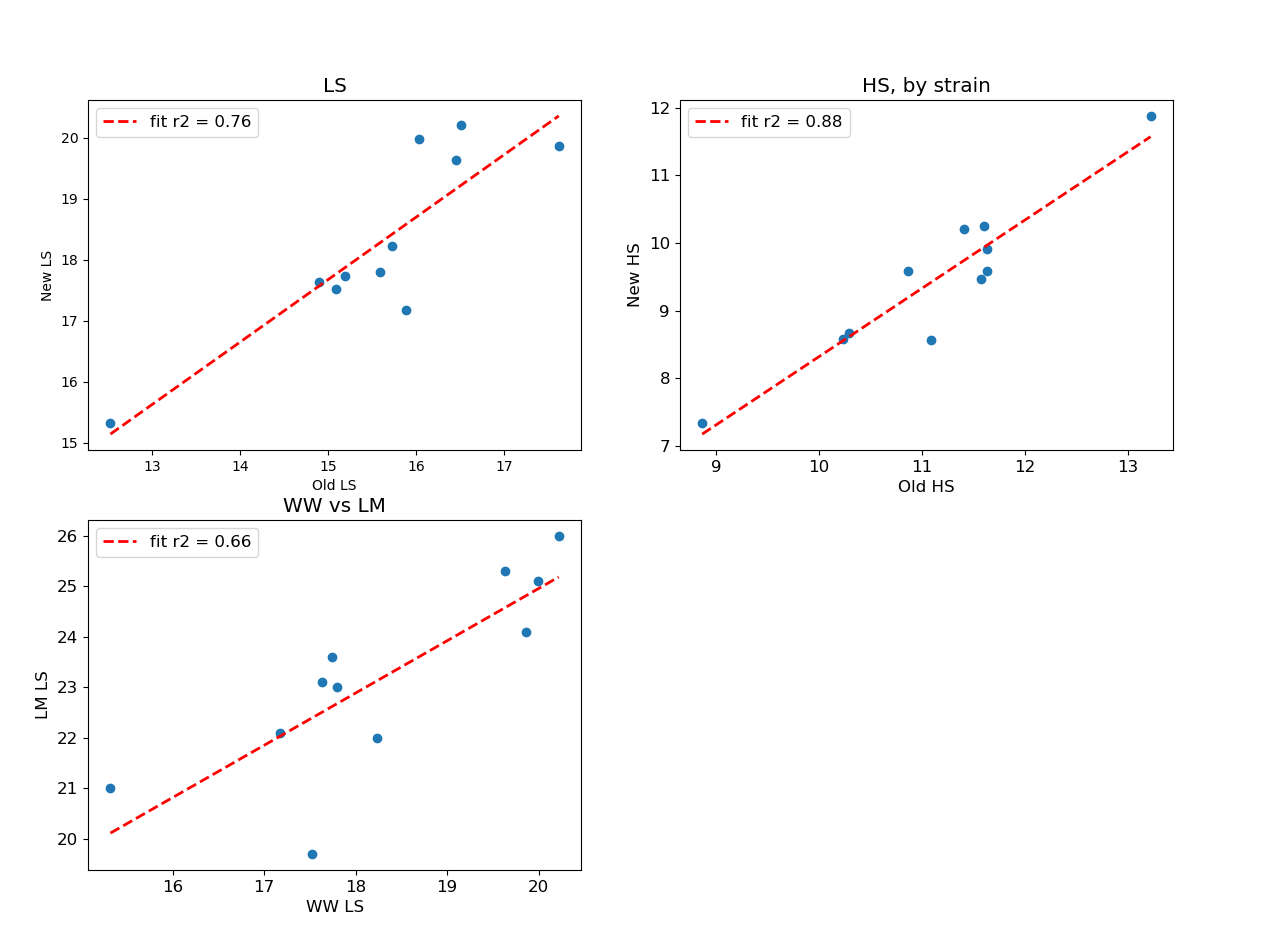 LS
fit r2 = 0.76
20
19
18
17
16
15
New LS
13
14
15
16
17
Old LS
HS, by strain
fit r2 = 0.88
12
11
10
9
8
7
New HS
9
10
11
12
13
Old HS
WW vs LM
fit r2 = 0.66
26
25
24
23
22
21
20
LM LS
16
17
18
19
20
WW LS